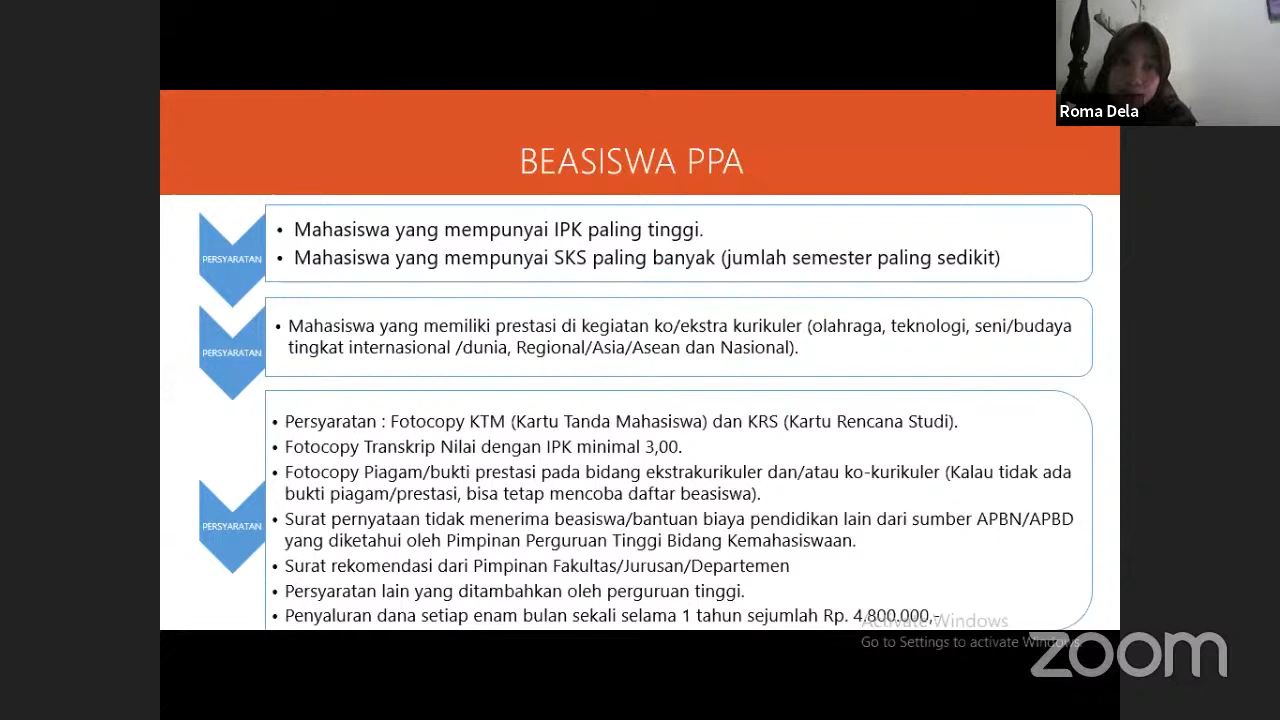 Roma Dela
BEASISWA PPA
PERSYARATAN
• Mahasiswa yang mempunyai IPK paling tinggi.
• Mahasiswa yang mempunyai SKS paling banyak (jumlah semester paling sedikit)
PERSYARATAN
• Mahasiswa yang memiliki prestasi di kegiatan ko/ekstra kurikuler (olahraga, teknologi, seni/budaya
tingkat internasional /dunia, Regional/Asia/Asean dan Nasional).
PERSYARATAN
• Persyaratan : Fotocopy KTM (Kartu Tanda Mahasiswa) dan KRS (Kartu Rencana Studi).
• Fotocopy Transkrip Nilai dengan IPK minimal 3,00.
• Fotocopy Piagam/bukti prestasi pada bidang ekstrakurikuler dan/atau ko-kurikuler (Kalau tidak ada
bukti piagam/prestasi, bisa tetap mencoba daftar beasiswa).
• Surat pernyataan tidak menerima beasiswa/bantuan biaya pendidikan lain dari sumber APBN/APBD
yang diketahui oleh Pimpinan Perguruan Tinggi Bidang Kemahasiswaan.
• Surat rekomendasi dari Pimpinan Fakultas/Jurusan/Departemen
• Persyaratan lain yang ditambahkan oleh perguruan tinggi.
• Penyaluran dana setiap enam bulan sekali selama 1 tahun sejumlah Rp. 4.800.000,-
Activate Windows
Go to Settings to activate Windows.
zoom